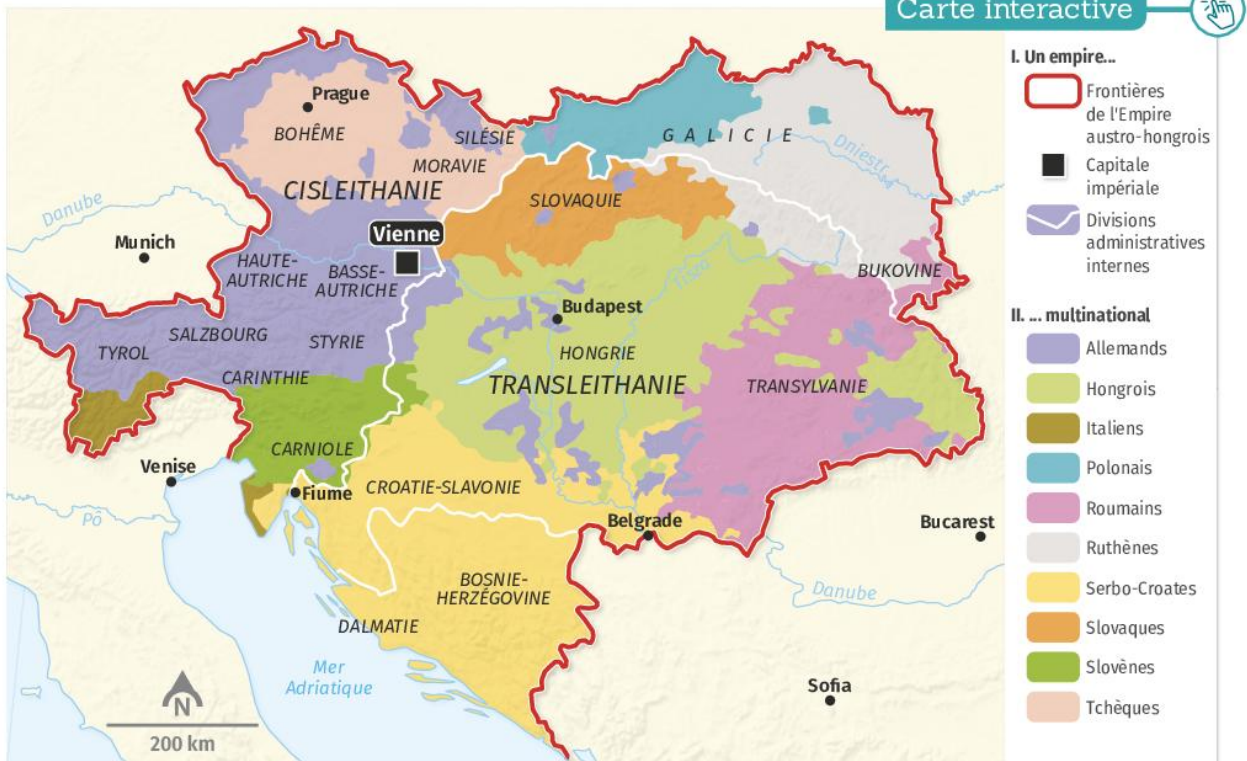 Carte interactive
Prague
BOHÊME
SILÉSIE
MORAVIE
GALICIE
Dniestr
CISLEITHANIE
SLOVAQUIE
Danube
Munich
Vienne
HAUTE-
AUTRICHE
BASSE-
AUTRICHE
Tisza
BUKOVINE
Budapest
SALZBOURG
STYRIE
TYROL
HONGRIE
CARINTHIE
TRANSLEITHANIE
TRANSYLVANIE
CARNIOLE
Venise
Fiume
CROATIE-SLAVONIE
Pô
Belgrade
Bucarest
BOSNIE-
HERZÉGOVINE
Danube
DALMATIE
Mer
Adriatique
Sofia
N
200 km
I. Un empire...
Frontières
de l'Empire
austro-hongrois
Capitale
impériale
Divisions
administratives
internes
II. ... multinational
Allemands
Hongrois
Italiens
Polonais
Roumains
Ruthènes
Serbo-Croates
Slovaques
Slovènes
Tchèques